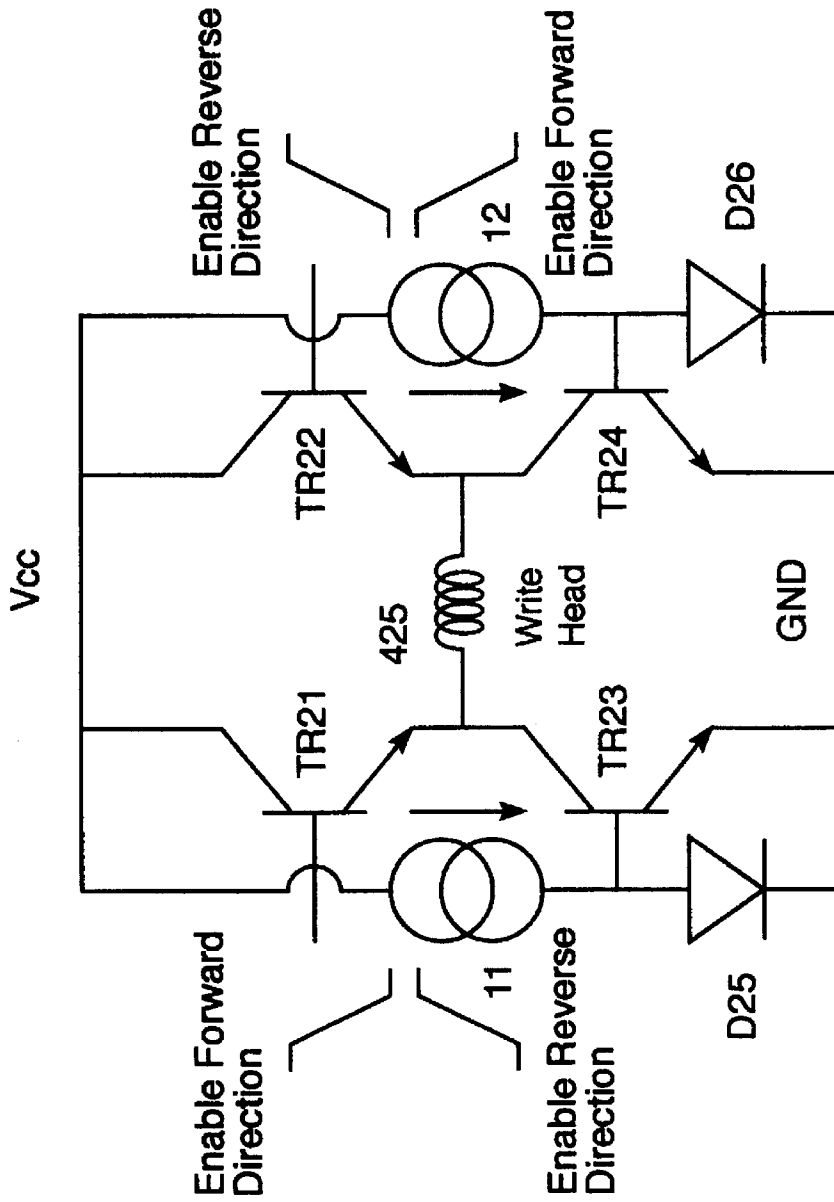 Vcc
Enable Forward
Direction
Enable Reverse
Direction
TR21
TR22
425
11
12
Write
Head
Enable Reverse
Direction
Enable Forward
Direction
TR23
TR24
D25
GND
D26